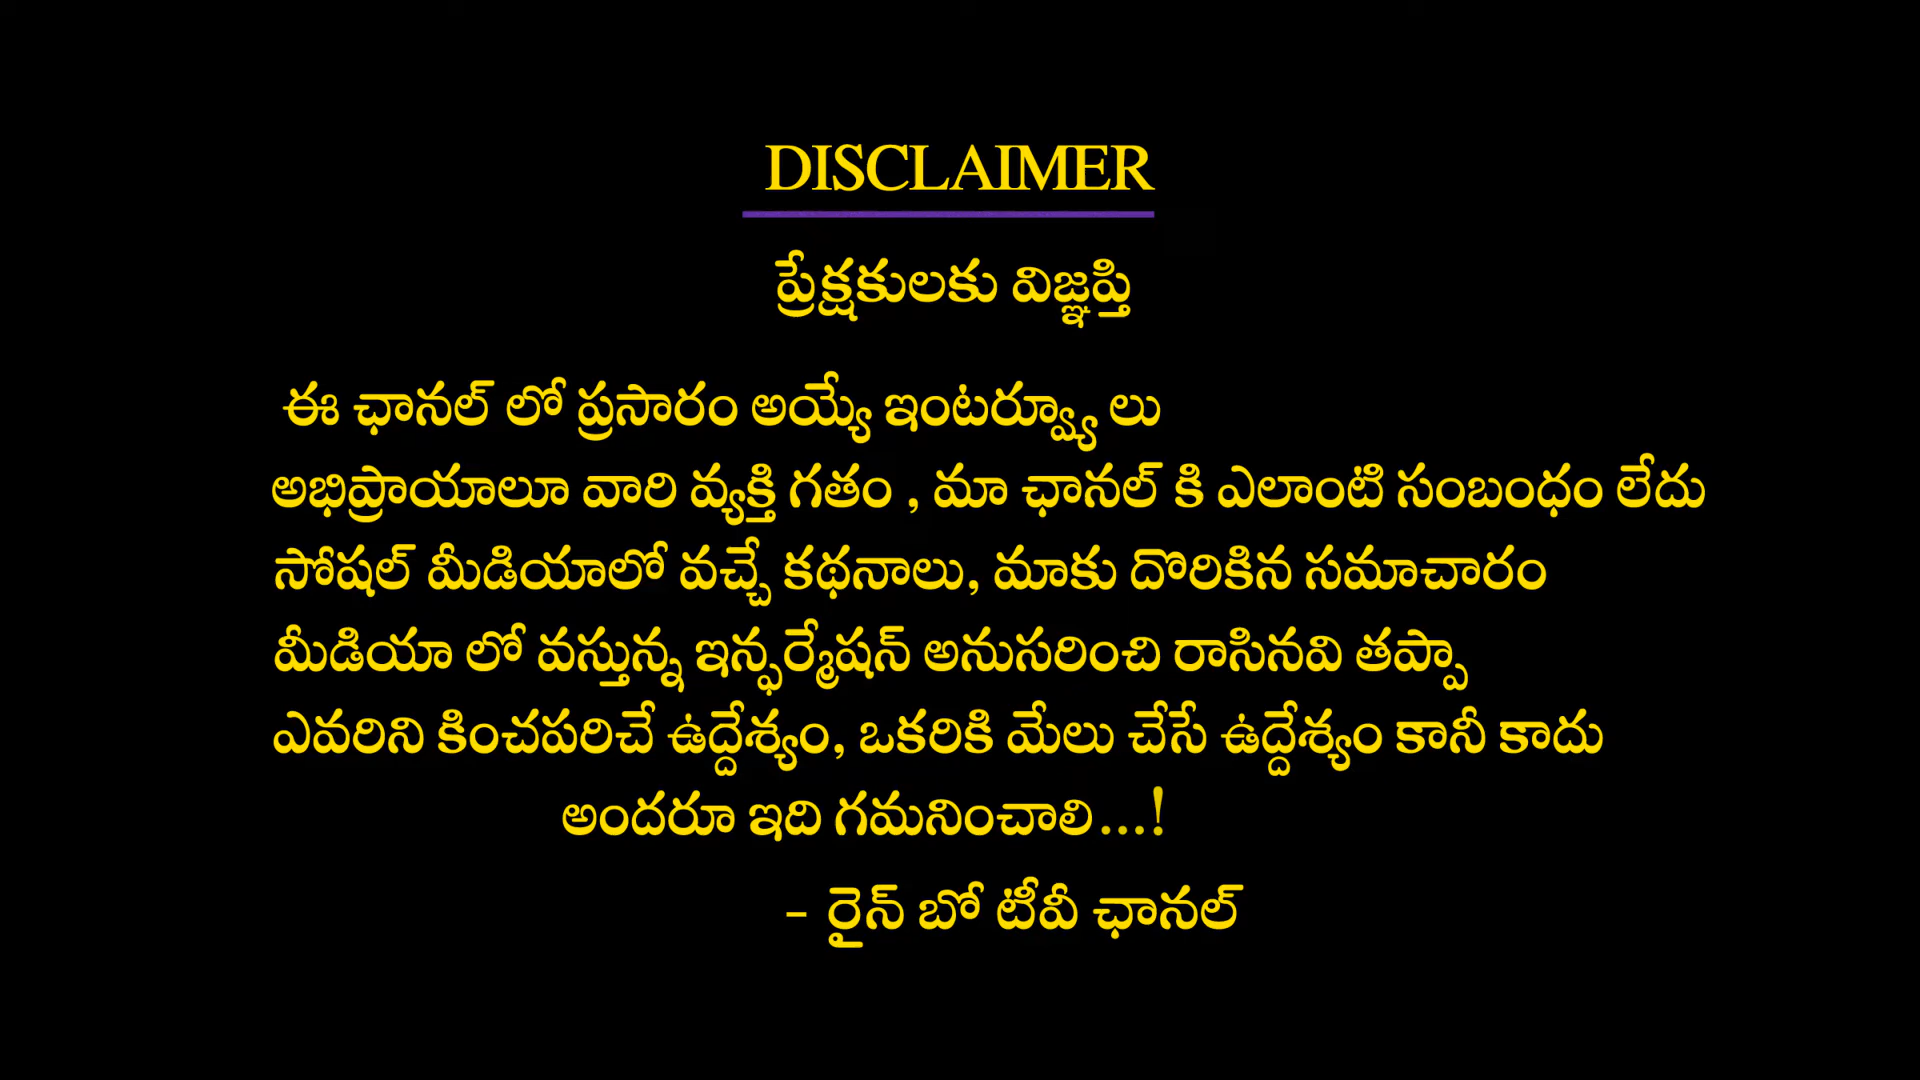 DISCLAIMER
ప్రేక్షకులకు విజ్ఞప్తి
ఈ ఛానల్ లో ప్రసారం అయ్యే ఇంటర్వ్యూ లు
అభిప్రాయాలూ వారి వ్యక్తి గతం , మా ఛానల్ కి ఎలాంటి సంబంధం లేదు
సోషల్ మీడియాలో వచ్చే కథనాలు, మాకు దొరికిన సమాచారం
మీడియా లో వస్తున్న ఇన్ఫర్మేషన్ అనుసరించి రాసినవి తప్పా
ఎవరిని కించపరిచే ఉద్దేశ్యం, ఒకరికి మేలు చేసే ఉద్దేశ్యం కానీ కాదు
అందరూ ఇది గమనించాలి...!
- రైన్ బో టీవీ ఛానల్